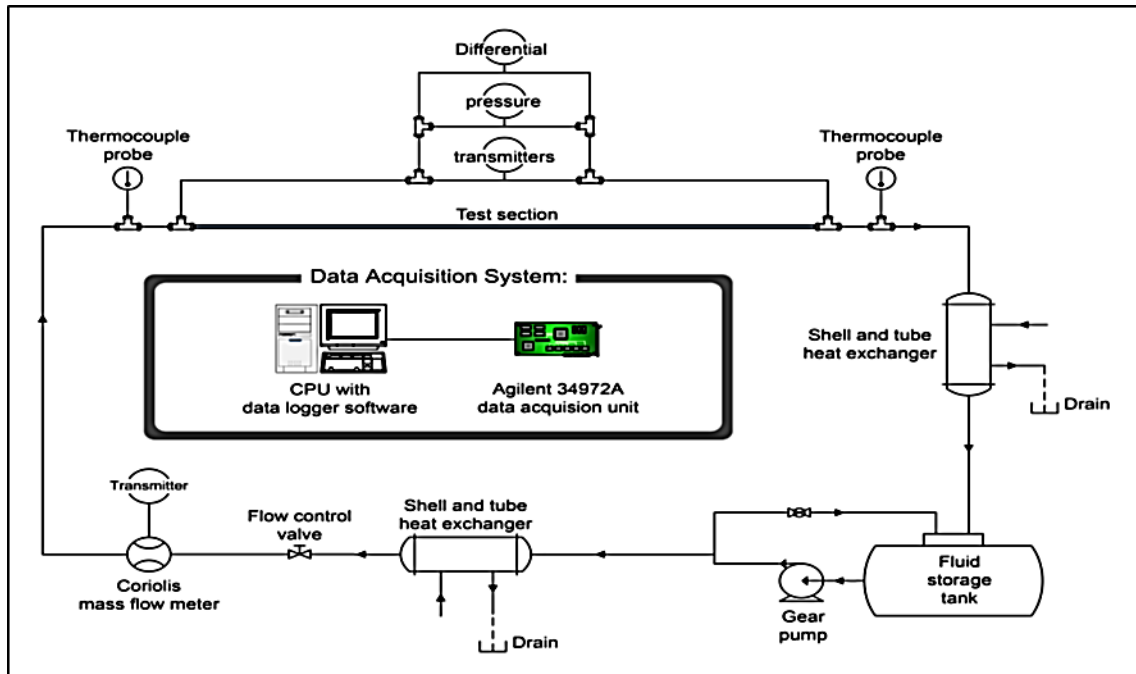 Differential
pressure
transmitters
Thermocouple
probe
Thermocouple
probe
Test section
Data Acquisition System:
CPU with
data logger software
Agilent 34972A
data acquision unit
Shell and tube
heat exchanger
Drain
Transmitter
Coriolis
mass flow meter
Flow control
valve
Shell and tube
heat exchanger
Drain
Gear
pump
Fluid
storage
tank